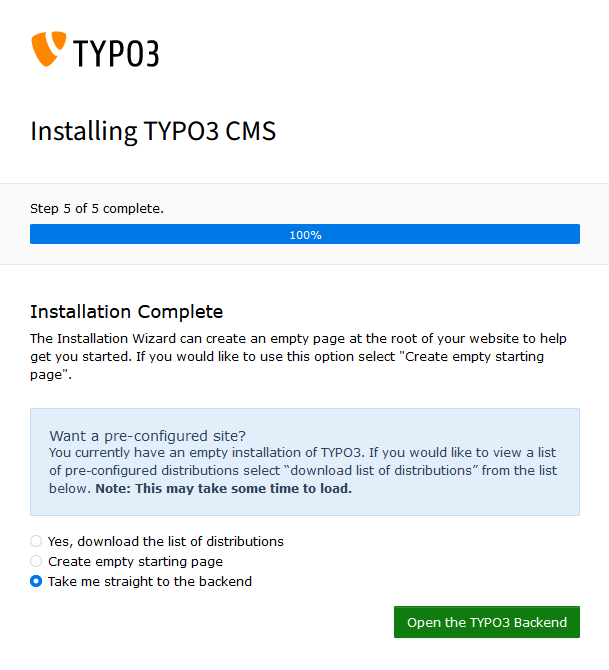 TYPO3
Installing TYPO3 CMS
Step 5 of 5 complete.
100%
Installation Complete
The Installation Wizard can create an empty page at the root of your website to help
get you started. If you would like to use this option select "Create empty starting
page".
Want a pre-configured site?
You currently have an empty installation of TYPO3. If you would like to view a list
of pre-configured distributions select “download list of distributions” from the list
below. Note: This may take some time to load.
Yes, download the list of distributions
Create empty starting page
Take me straight to the backend
Open the TYPO3 Backend